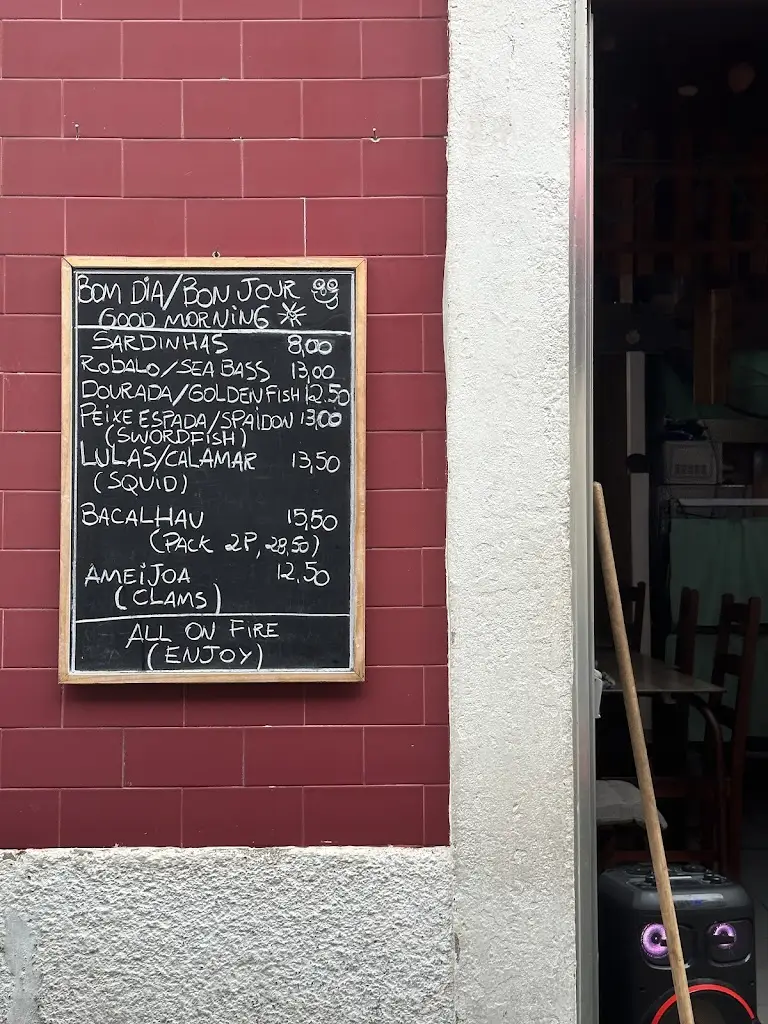 BOM DIA/BON JOUR
GOOD MORNING
SARDINHAS 8,00
ROBALO/SEA BASS 13,00
DOURADA/GOLDENFISH 12.50
PEIXE ESPADA/SPAIDON 13,00
(SWORDFISH)
LULAS/CALAMAR 13,50
(SQUID)
BACALHAU 15,50
(PACK 2P, 28,50)
AMEIJOA 12,50
(CLAMS)
ALL ON FIRE
(ENJOY)